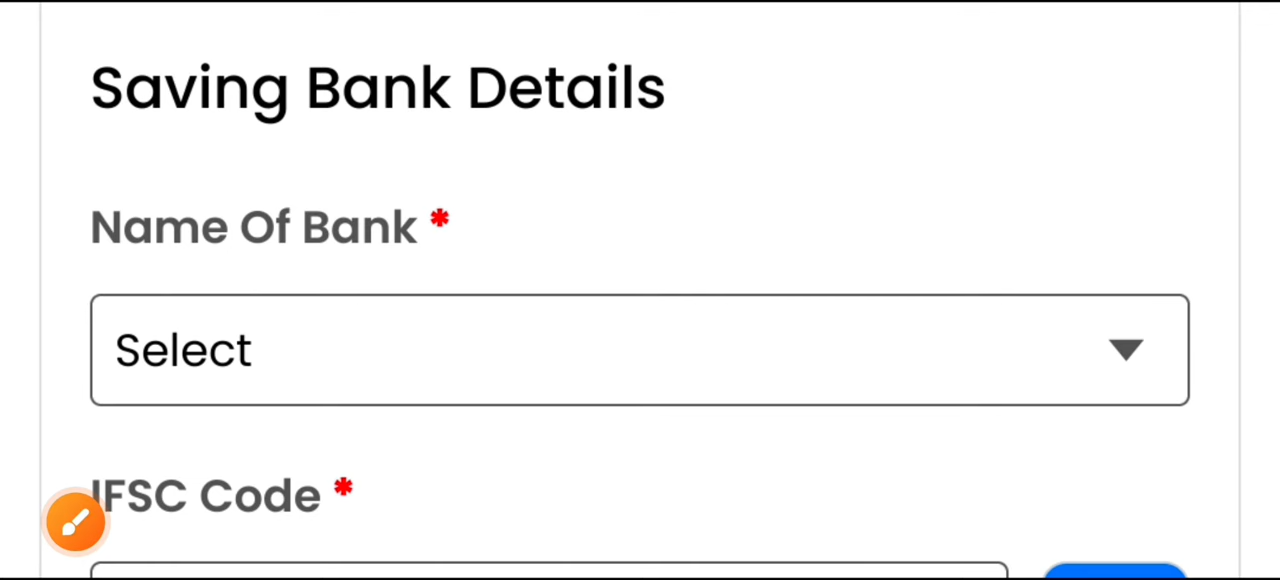 Saving Bank Details
Name Of Bank *
Select
IFSC Code *